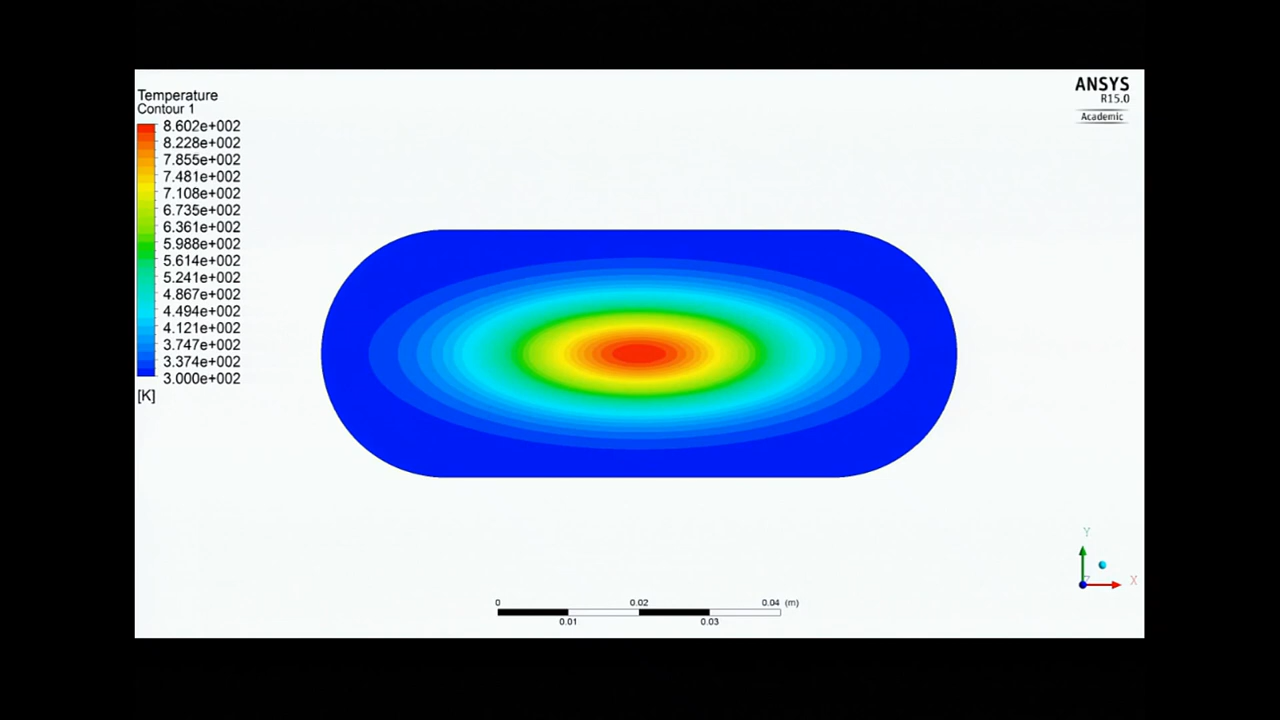 Temperature
Contour 1
8.602e+002
8.228e+002
7.855e+002
7.481e+002
7.108e+002
6.735e+002
6.361e+002
5.988e+002
5.614e+002
5.241e+002
4.867e+002
4.494e+002
4.121e+002
3.747e+002
3.374e+002
3.000e+002
[K]
ANSYS
R15.0
Academic
Y
X
0 0.02 0.04 (m)
0.01 0.03